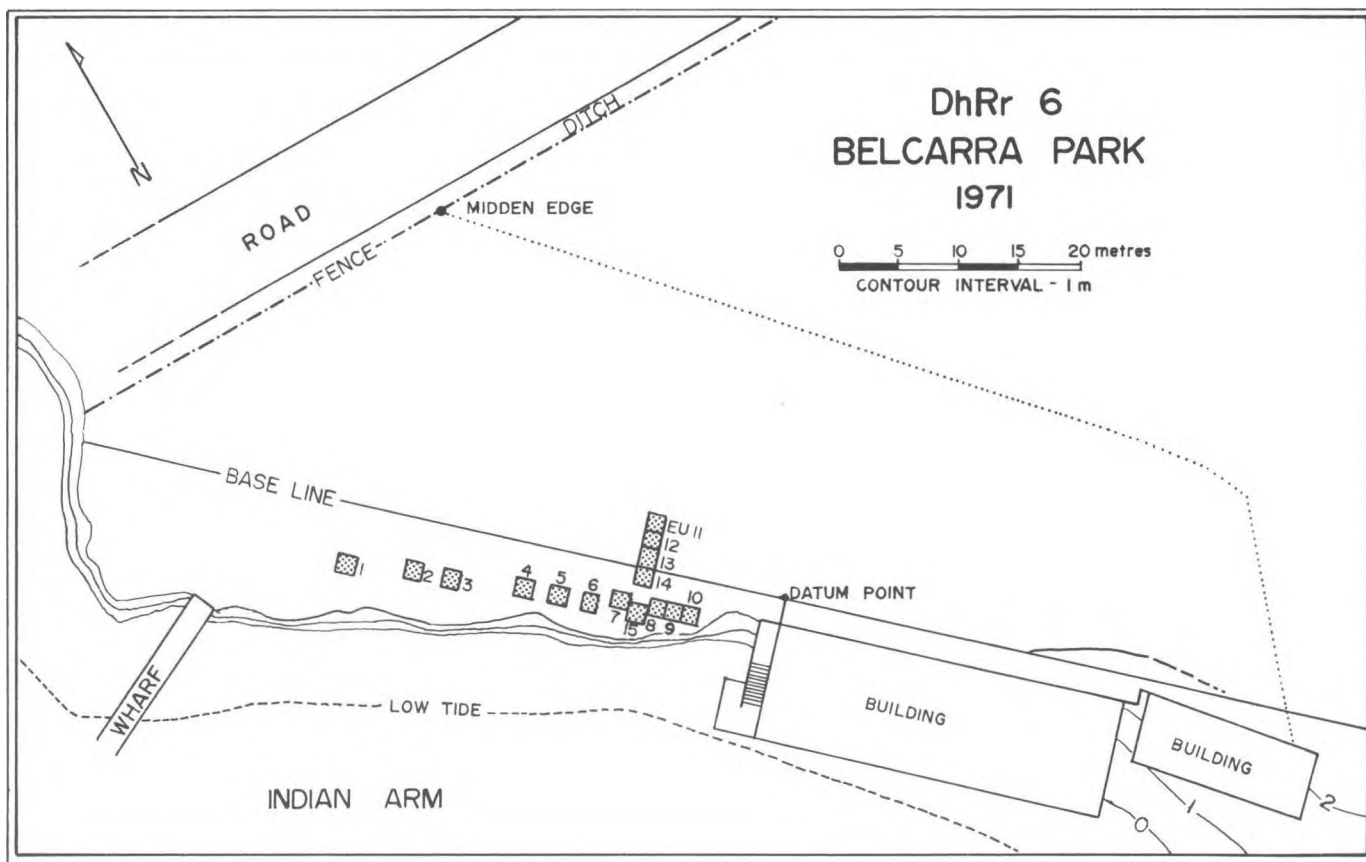 DhRr 6
BELCARRA PARK
1971
0 5 10 15 20 metres
CONTOUR INTERVAL - 1 m
N
ROAD
DITCH
FENCE
MIDDEN EDGE
BASE LINE
EU 11
12
13
14
1
2
3
4
5
6
7
15
8
9
10
DATUM POINT
WHARF
LOW TIDE
BUILDING
BUILDING
INDIAN ARM
0
1
2